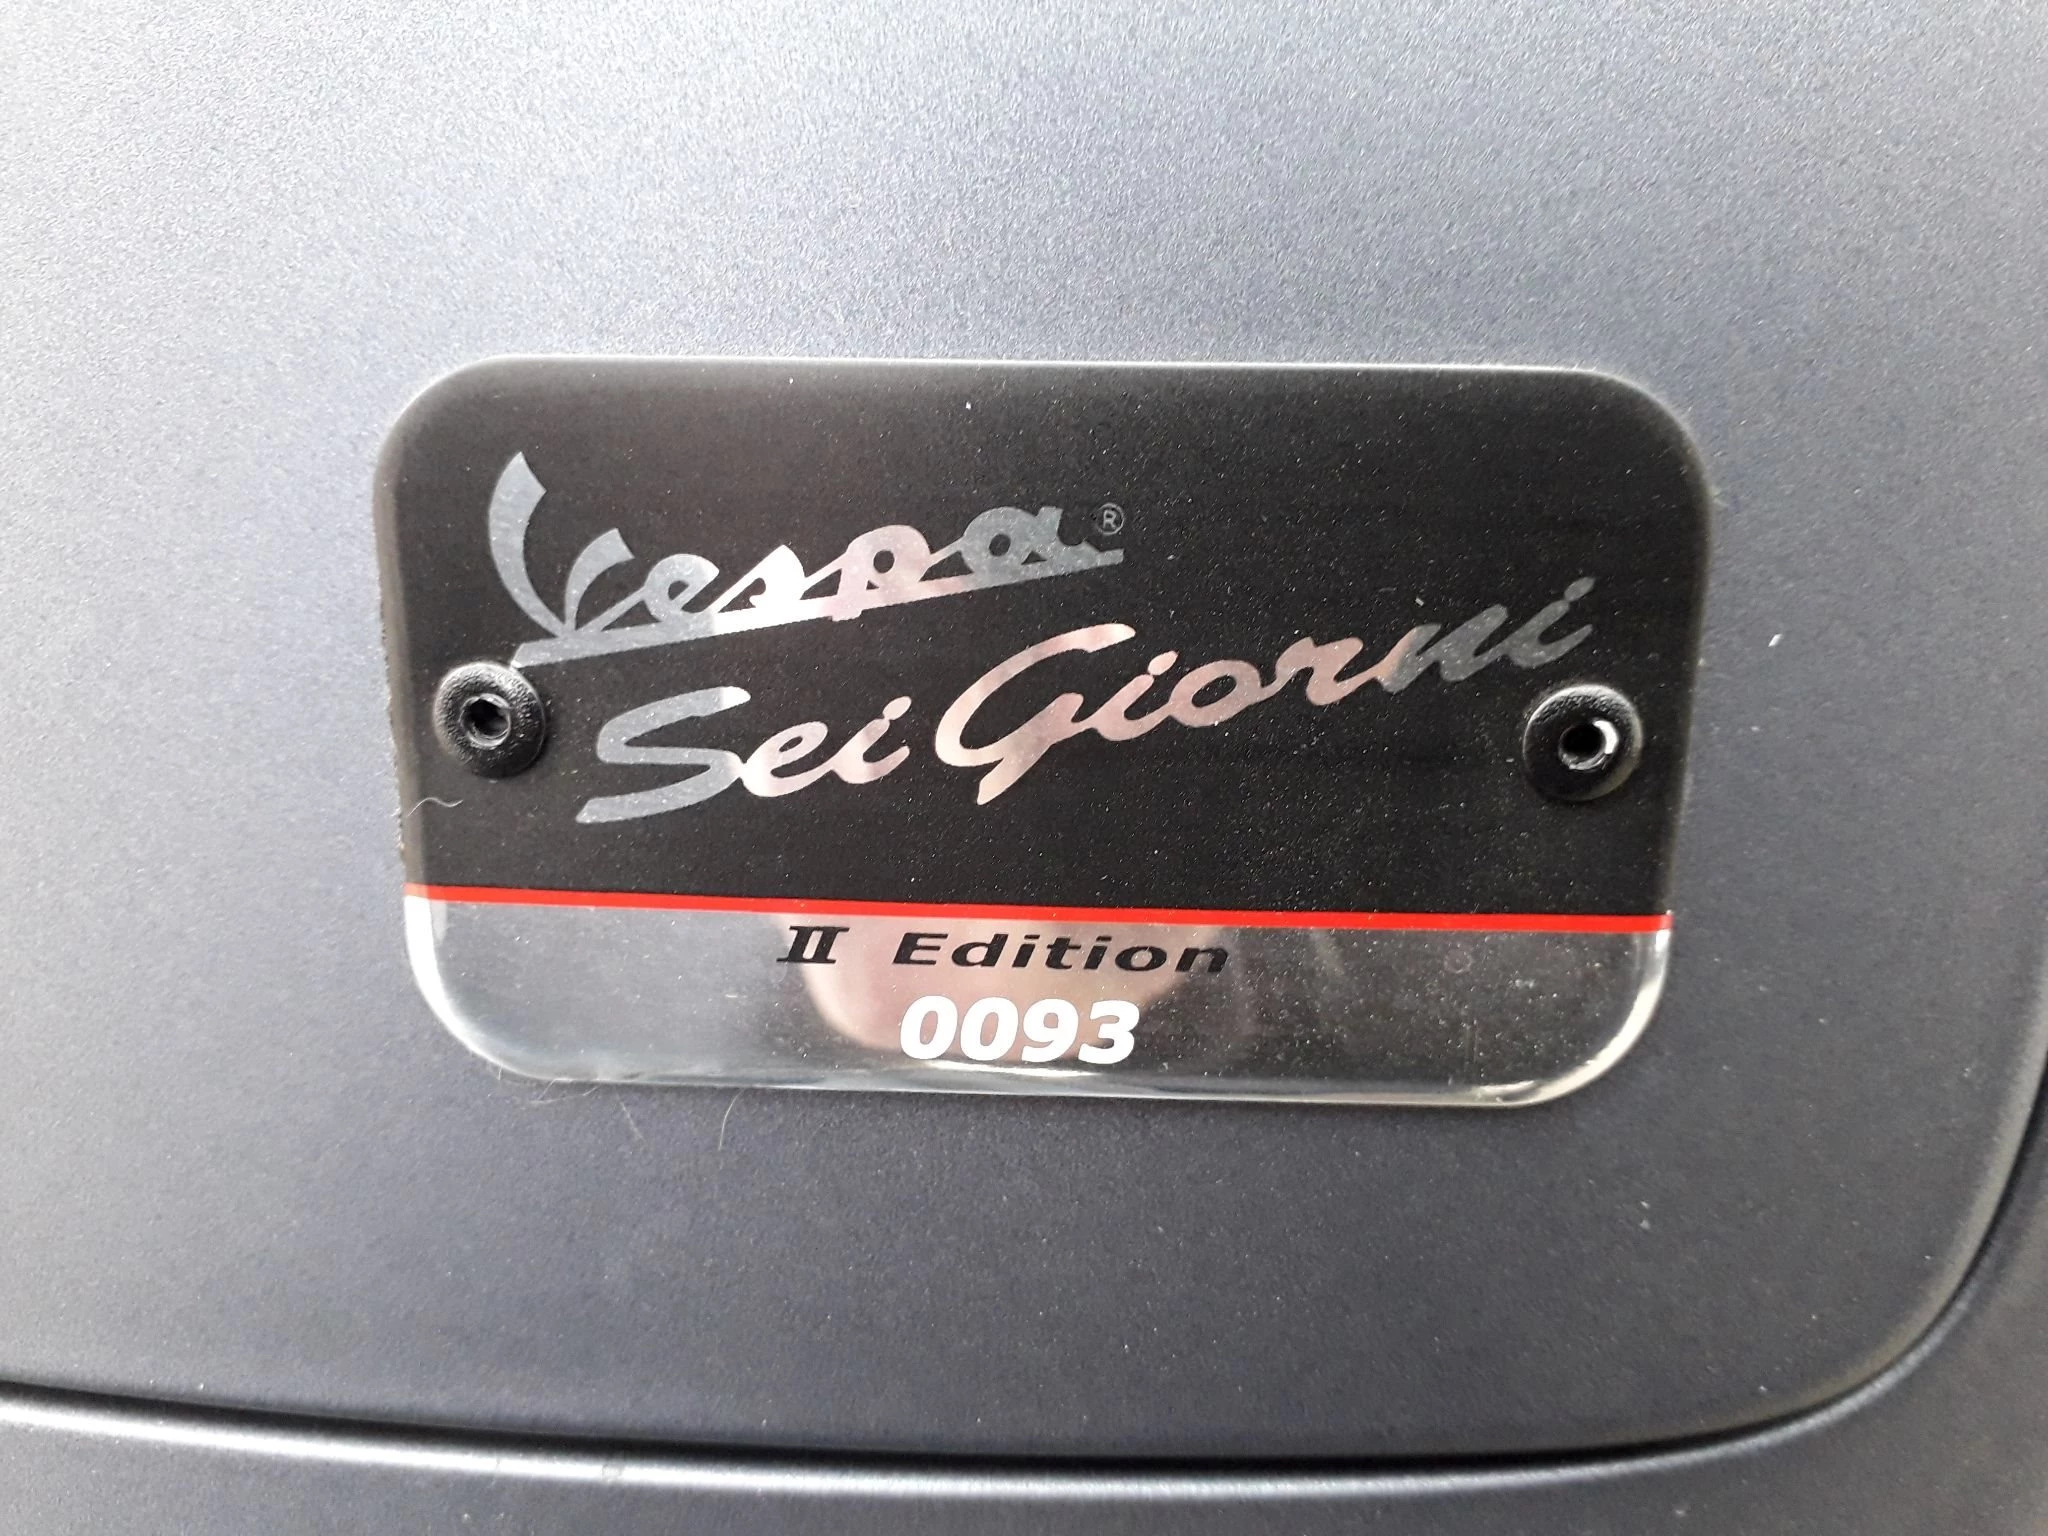 Vespa®
Sei Giorni
II Edition
0093